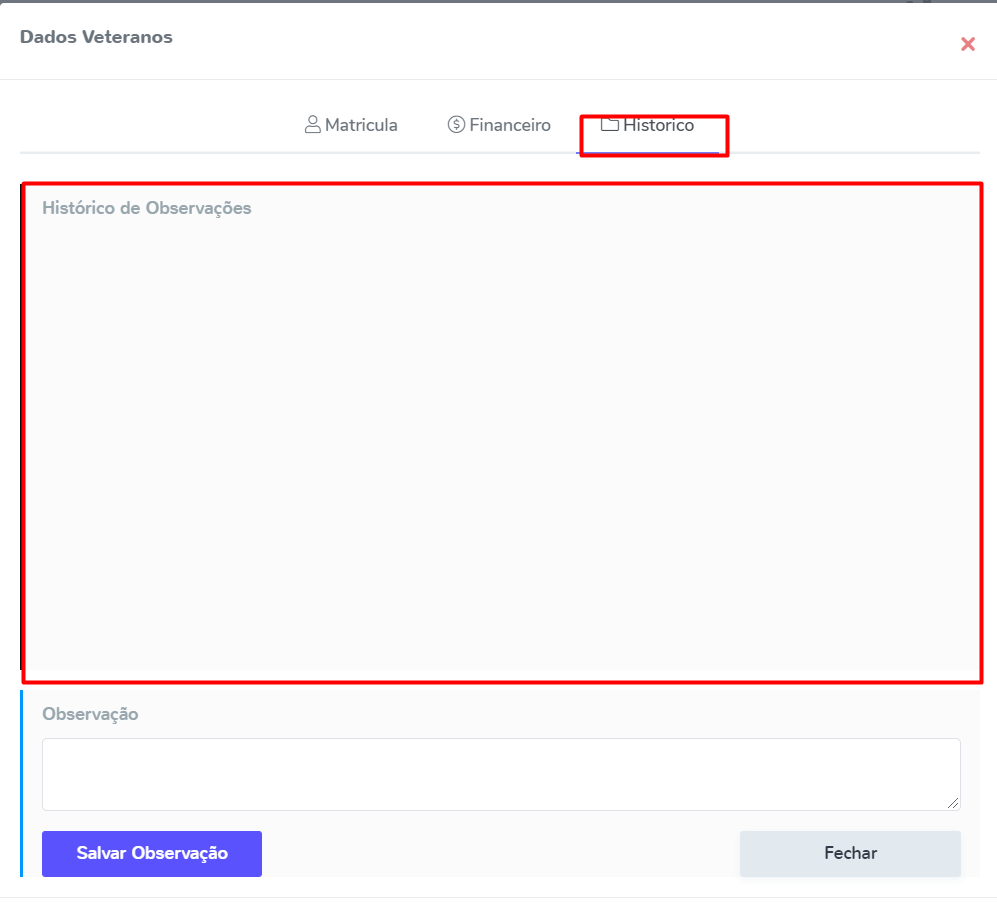 Dados Veteranos
Matricula Financeiro Historico
Histórico de Observações
Observação
Salvar Observação Fechar